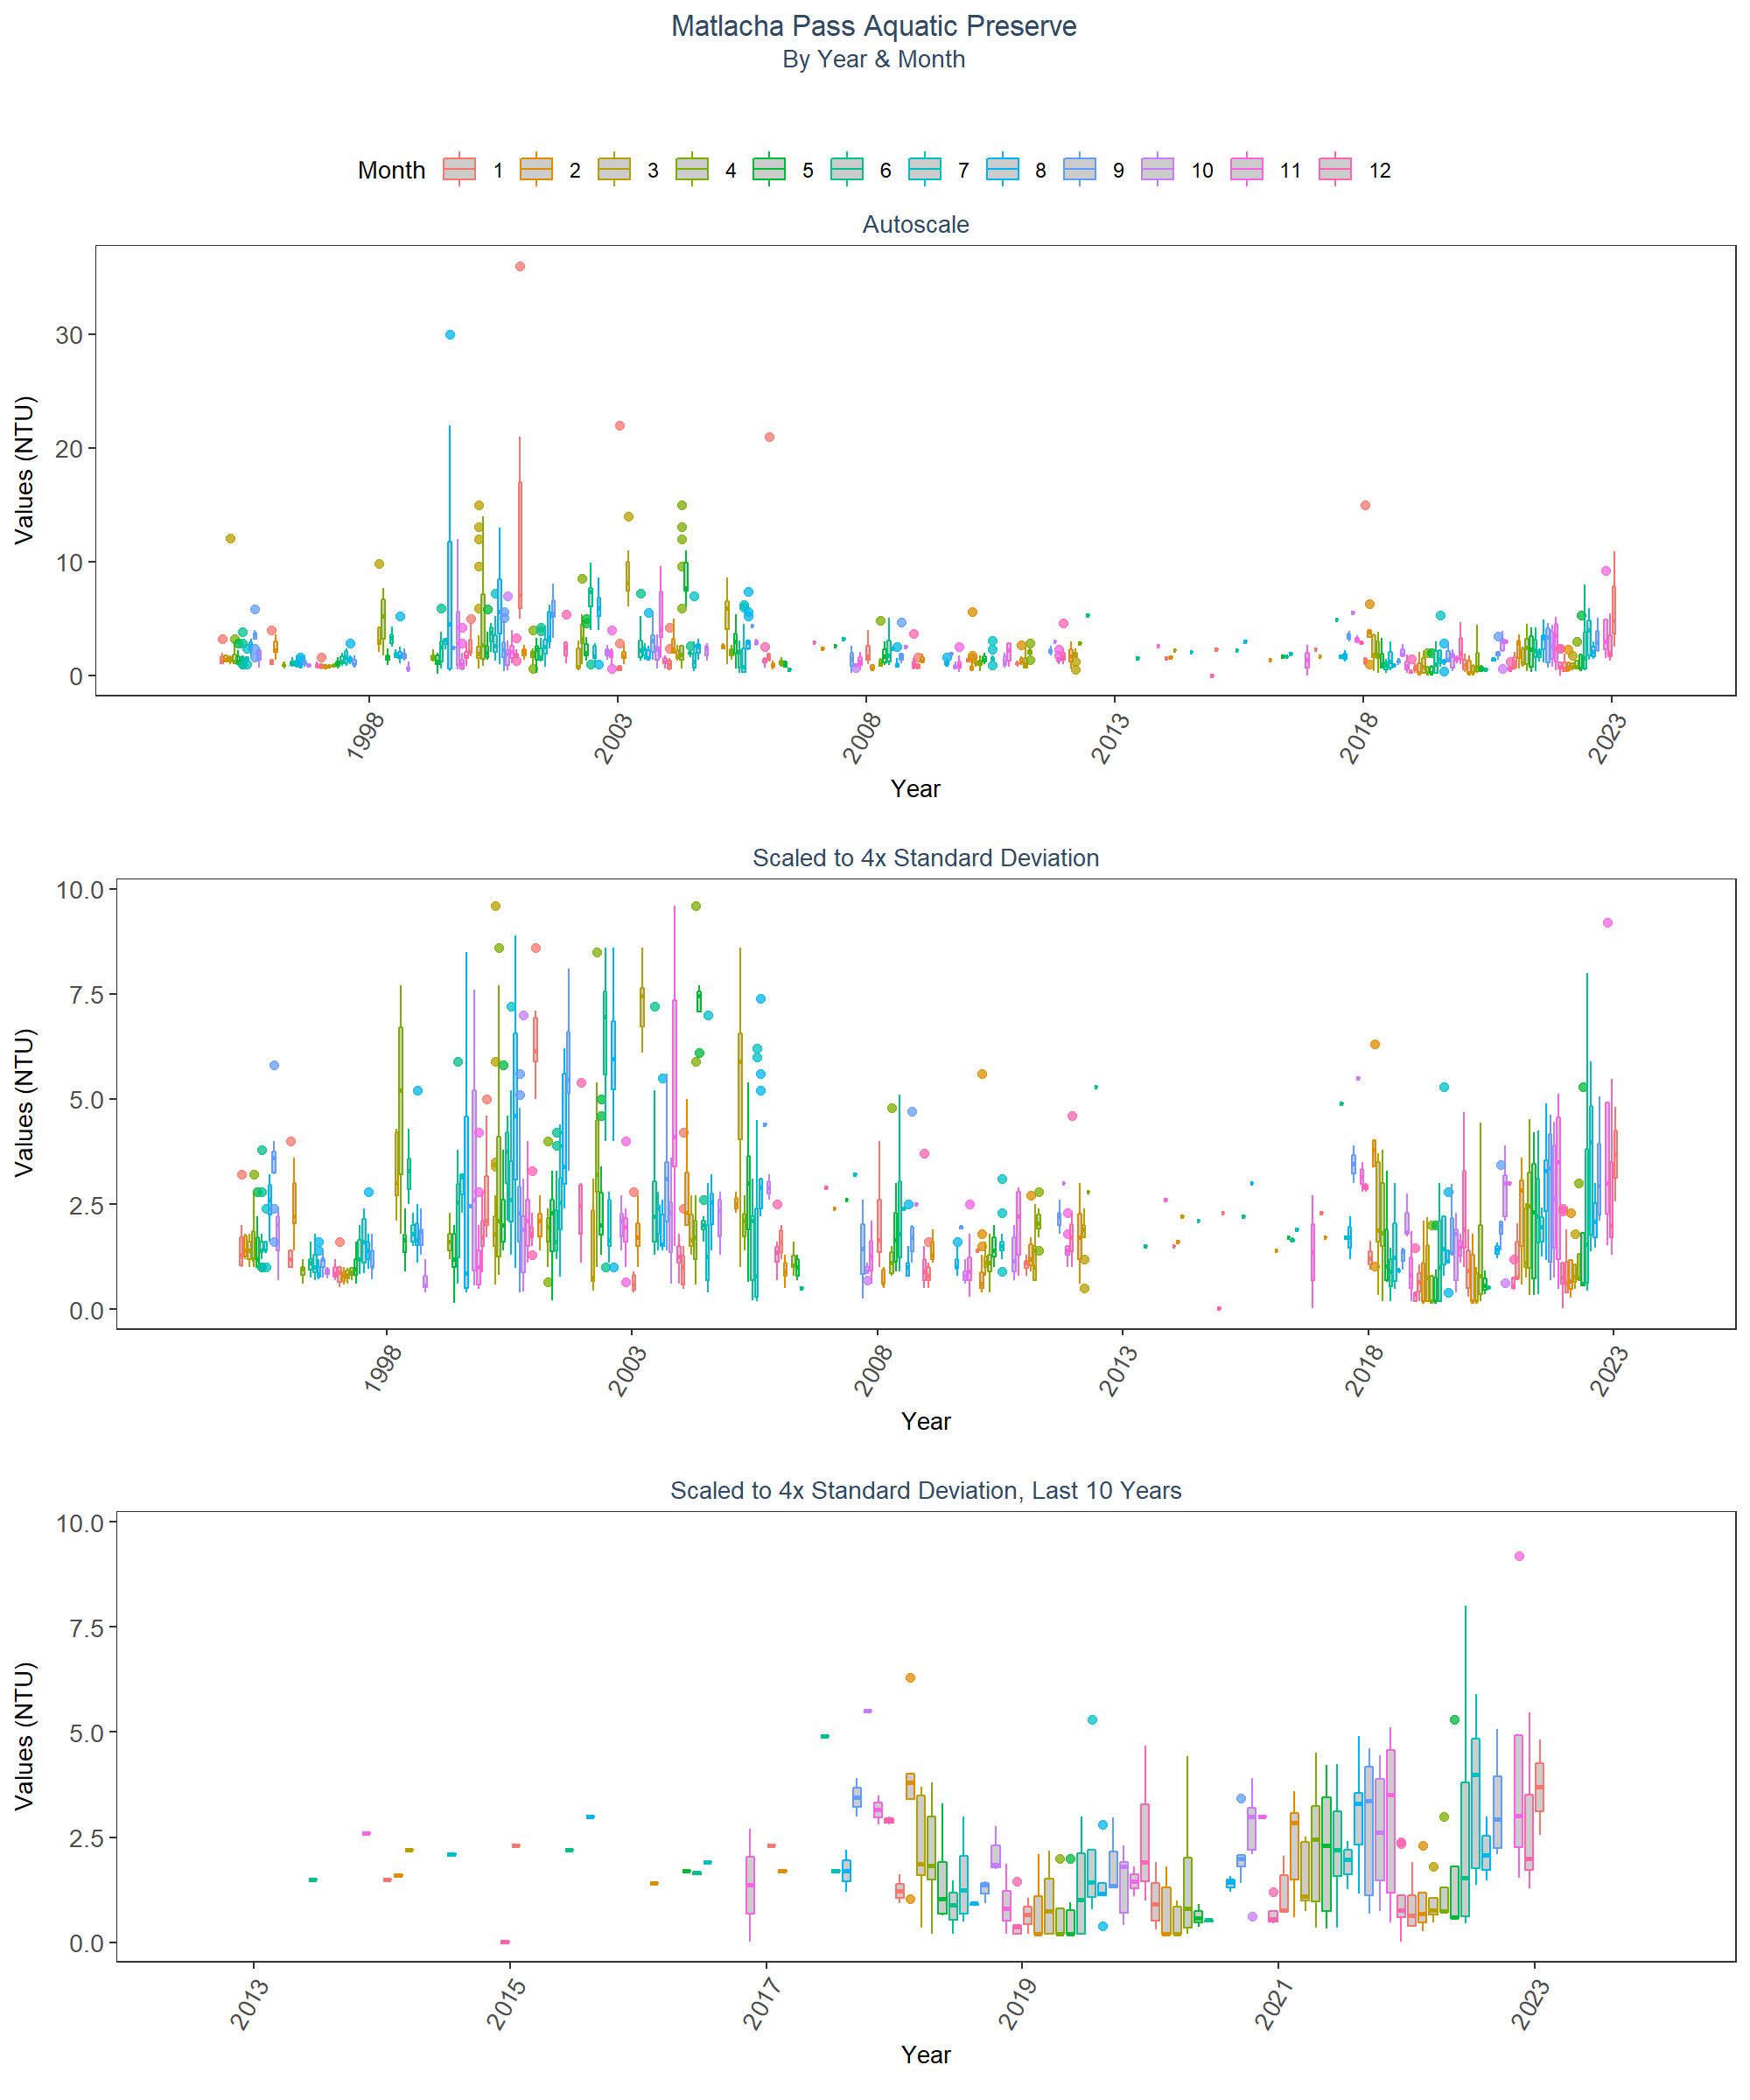 Matlacha Pass Aquatic Preserve
By Year & Month
Month 1 2 3 4 5 6 7 8 9 10 11 12
Autoscale
Values (NTU)
30
20
10
0
1998 2003 2008 2013 2018 2023
Year
Scaled to 4x Standard Deviation
Values (NTU)
10.0
7.5
5.0
2.5
0.0
1998 2003 2008 2013 2018 2023
Year
Scaled to 4x Standard Deviation, Last 10 Years
Values (NTU)
10.0
7.5
5.0
2.5
0.0
2013 2015 2017 2019 2021 2023
Year